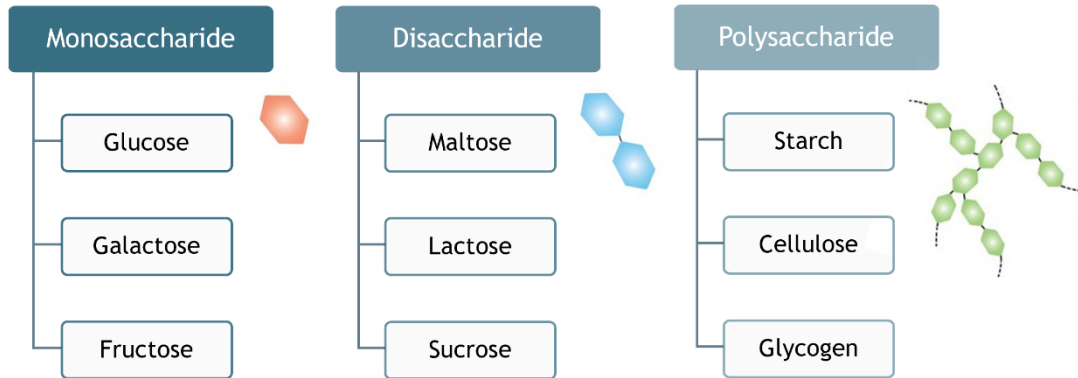 Monosaccharide
Glucose
Galactose
Fructose
Disaccharide
Maltose
Lactose
Sucrose
Polysaccharide
Starch
Cellulose
Glycogen